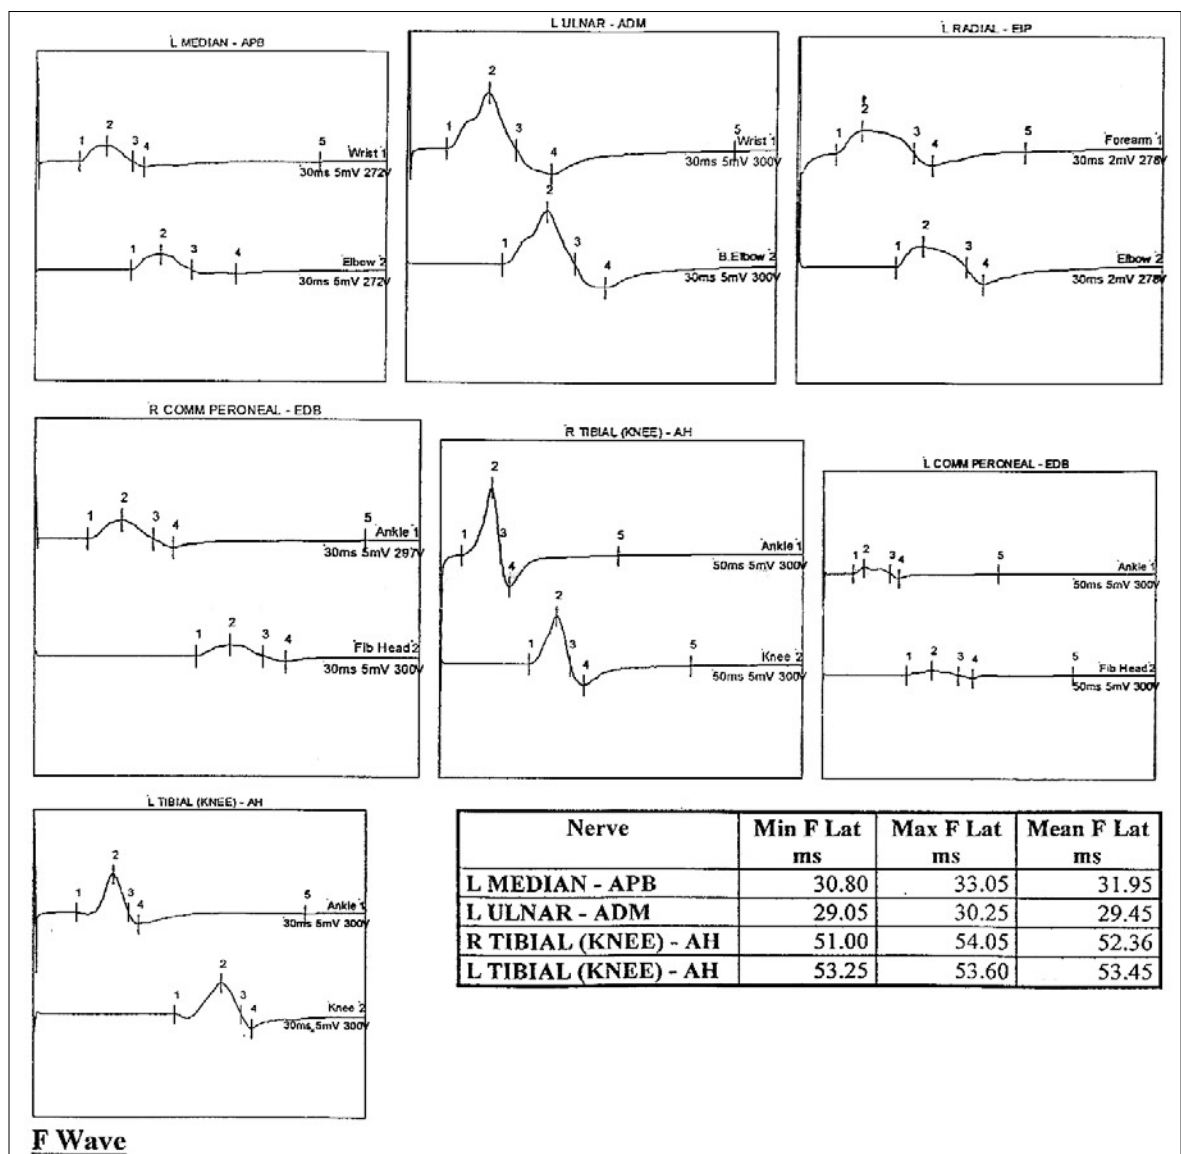 L MEDIAN - APB
1 2 3 4 5
Wrist 1
30ms 5mV 272V
1 2 3 4
Elbow 2
30ms 5mV 272V
L ULNAR - ADM
1 2 3 4 5
Wrist 1
30ms 5mV 300V
1 2 3 4
B.Elbow 2
30ms 5mV 300V
L RADIAL - EIP
1 2 3 4 5
Forearm 1
30ms 2mV 278V
1 2 3 4
Elbow 2
30ms 2mV 278V
R COMM PERONEAL - EDB
1 2 3 4 5
Ankle 1
30ms 5mV 297V
1 2 3 4
Fib Head 2
30ms 5mV 300V
R TIBIAL (KNEE) - AH
1 2 3 4 5
Ankle 1
50ms 5mV 300V
1 2 3 4 5
Knee 2
50ms 5mV 300V
L COMM PERONEAL - EDB
1 2 3 4 5
Ankle 1
50ms 5mV 300V
1 2 3 4 5
Fib Head 2
50ms 5mV 300V
L TIBIAL (KNEE) - AH
1 2 3 4 5
Ankle 1
30ms 5mV 300V
1 2 3 4
Knee 2
30ms 5mV 300V
Nerve Min F Lat Max F Lat Mean F Lat
ms ms ms
L MEDIAN - APB 30.80 33.05 31.95
L ULNAR - ADM 29.05 30.25 29.45
R TIBIAL (KNEE) - AH 51.00 54.05 52.36
L TIBIAL (KNEE) - AH 53.25 53.60 53.45
F Wave